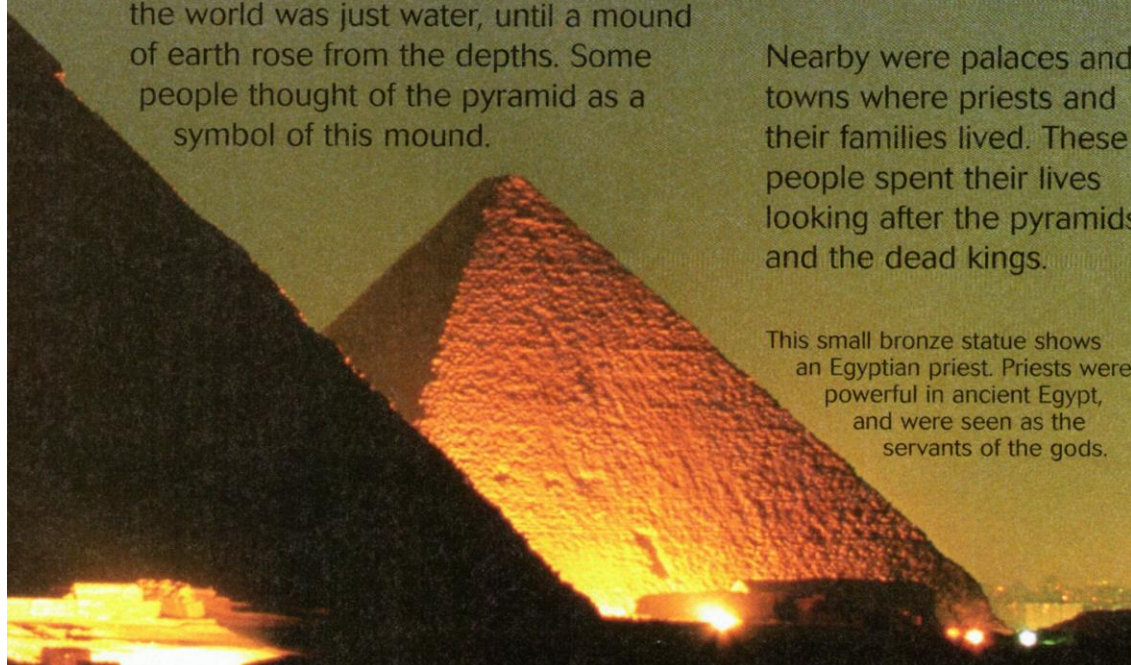 the world was just water, until a mound
of earth rose from the depths. Some
people thought of the pyramid as a
symbol of this mound.
Nearby were palaces and
towns where priests and
their families lived. These
people spent their lives
looking after the pyramids
and the dead kings.
This small bronze statue shows
an Egyptian priest. Priests were
powerful in ancient Egypt,
and were seen as the
servants of the gods.